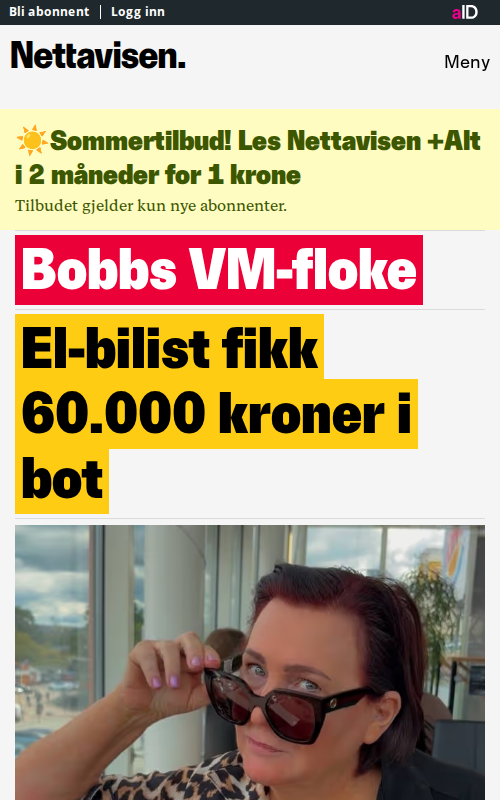 Bli abonnent
Logg inn
aID
Nettavisen.
Meny
☀️Sommertilbud! Les Nettavisen +Alt
i 2 måneder for 1 krone
Tilbudet gjelder kun nye abonnenter.
Bobbs VM-floke
El-bilist fikk
60.000 kroner i
bot